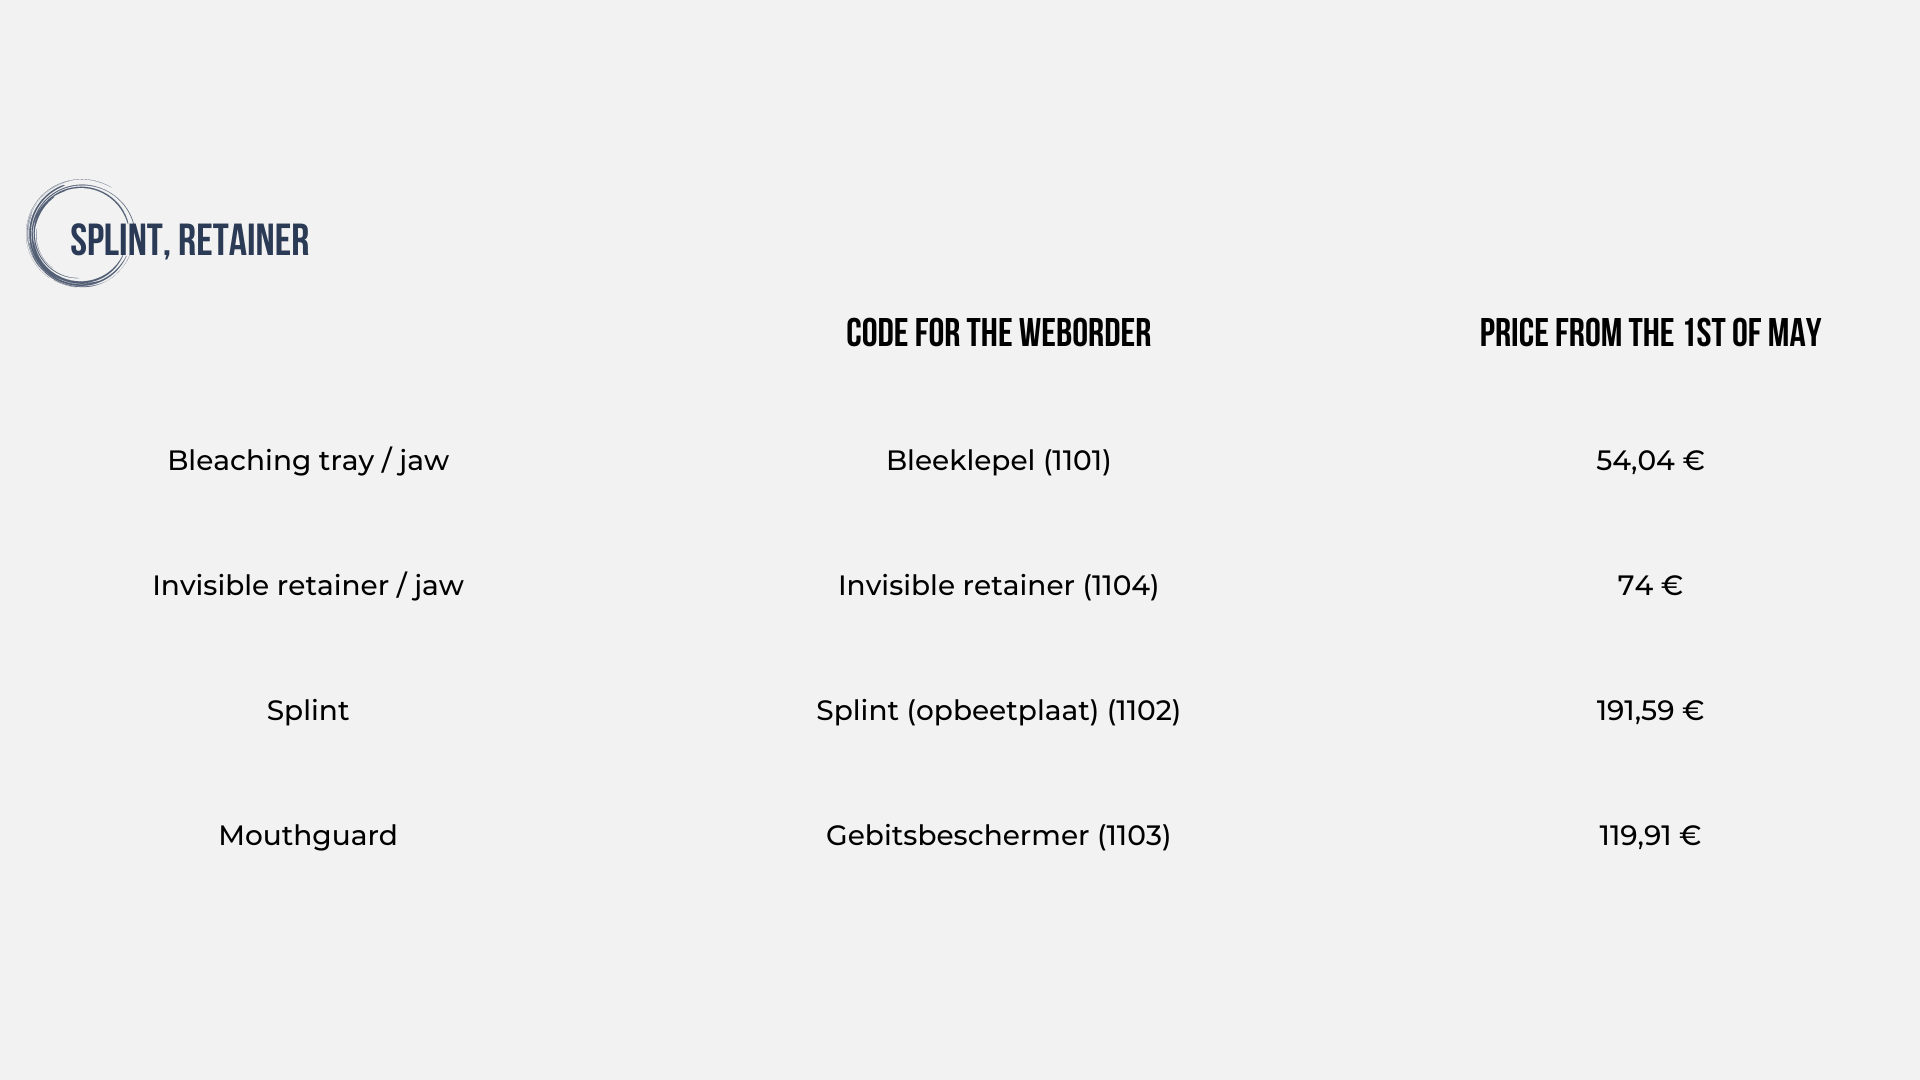 SPLINT, RETAINER
CODE FOR THE WEBORDER PRICE FROM THE 1ST OF MAY
Bleaching tray / jaw Bleeklepel (1101) 54,04 €
Invisible retainer / jaw Invisible retainer (1104) 74 €
Splint Splint (opbeetplaat) (1102) 191,59 €
Mouthguard Gebitsbeschermer (1103) 119,91 €